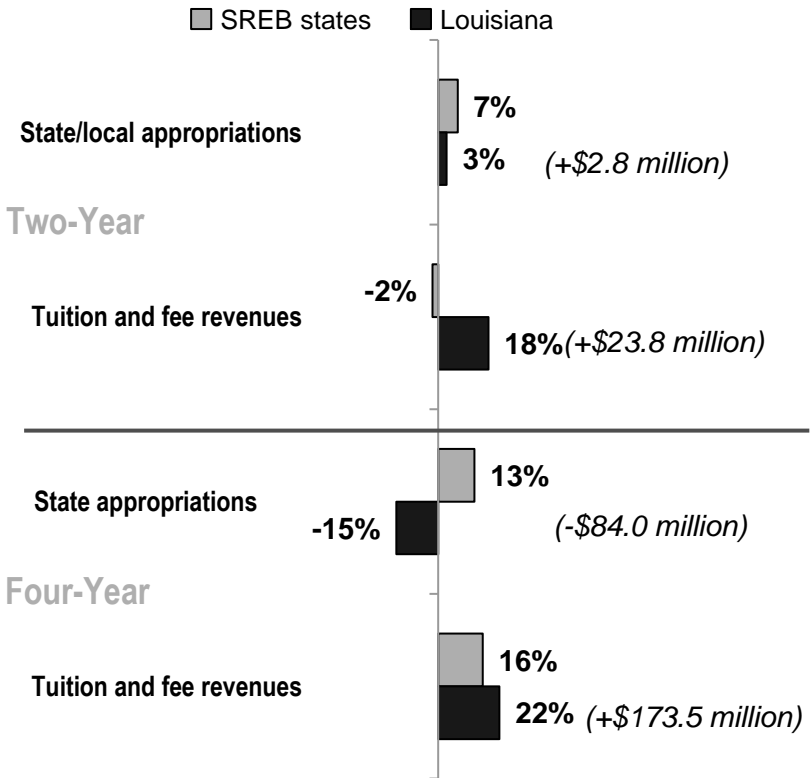 SREB states Louisiana
State/local appropriations
7%
3% (+$2.8 million)
Two-Year
Tuition and fee revenues
-2%
18% (+$23.8 million)
State appropriations
13%
-15% (-$84.0 million)
Four-Year
Tuition and fee revenues
16%
22% (+$173.5 million)